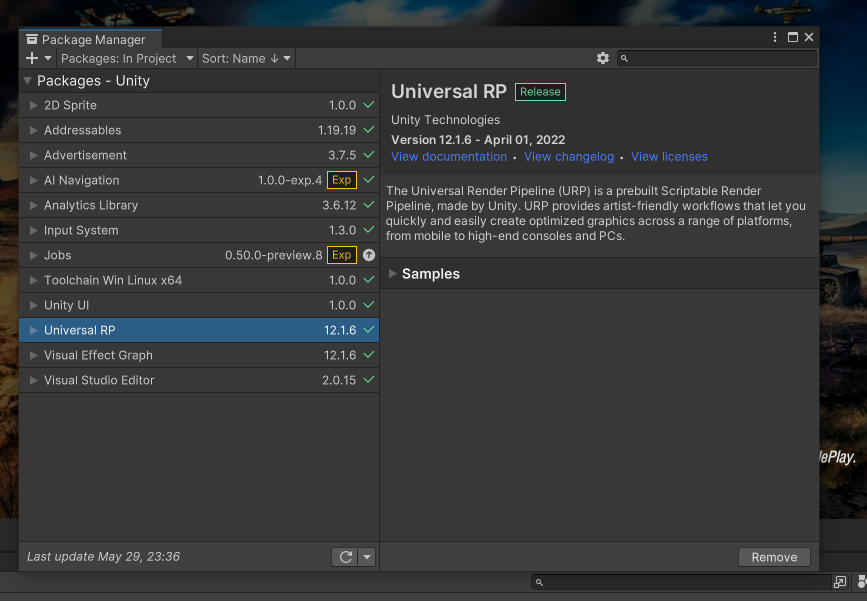 Package Manager
Packages: In Project Sort: Name ↓
Packages - Unity
2D Sprite 1.0.0
Addressables 1.19.19
Advertisement 3.7.5
AI Navigation 1.0.0-exp.4 Exp
Analytics Library 3.6.12
Input System 1.3.0
Jobs 0.50.0-preview.8 Exp
Toolchain Win Linux x64 1.0.0
Unity UI 1.0.0
Universal RP 12.1.6
Visual Effect Graph 12.1.6
Visual Studio Editor 2.0.15
Last update May 29, 23:36
Universal RP Release
Unity Technologies
Version 12.1.6 - April 01, 2022
View documentation • View changelog • View licenses
The Universal Render Pipeline (URP) is a prebuilt Scriptable Render
Pipeline, made by Unity. URP provides artist-friendly workflows that let you
quickly and easily create optimized graphics across a range of platforms,
from mobile to high-end consoles and PCs.
Samples
Remove